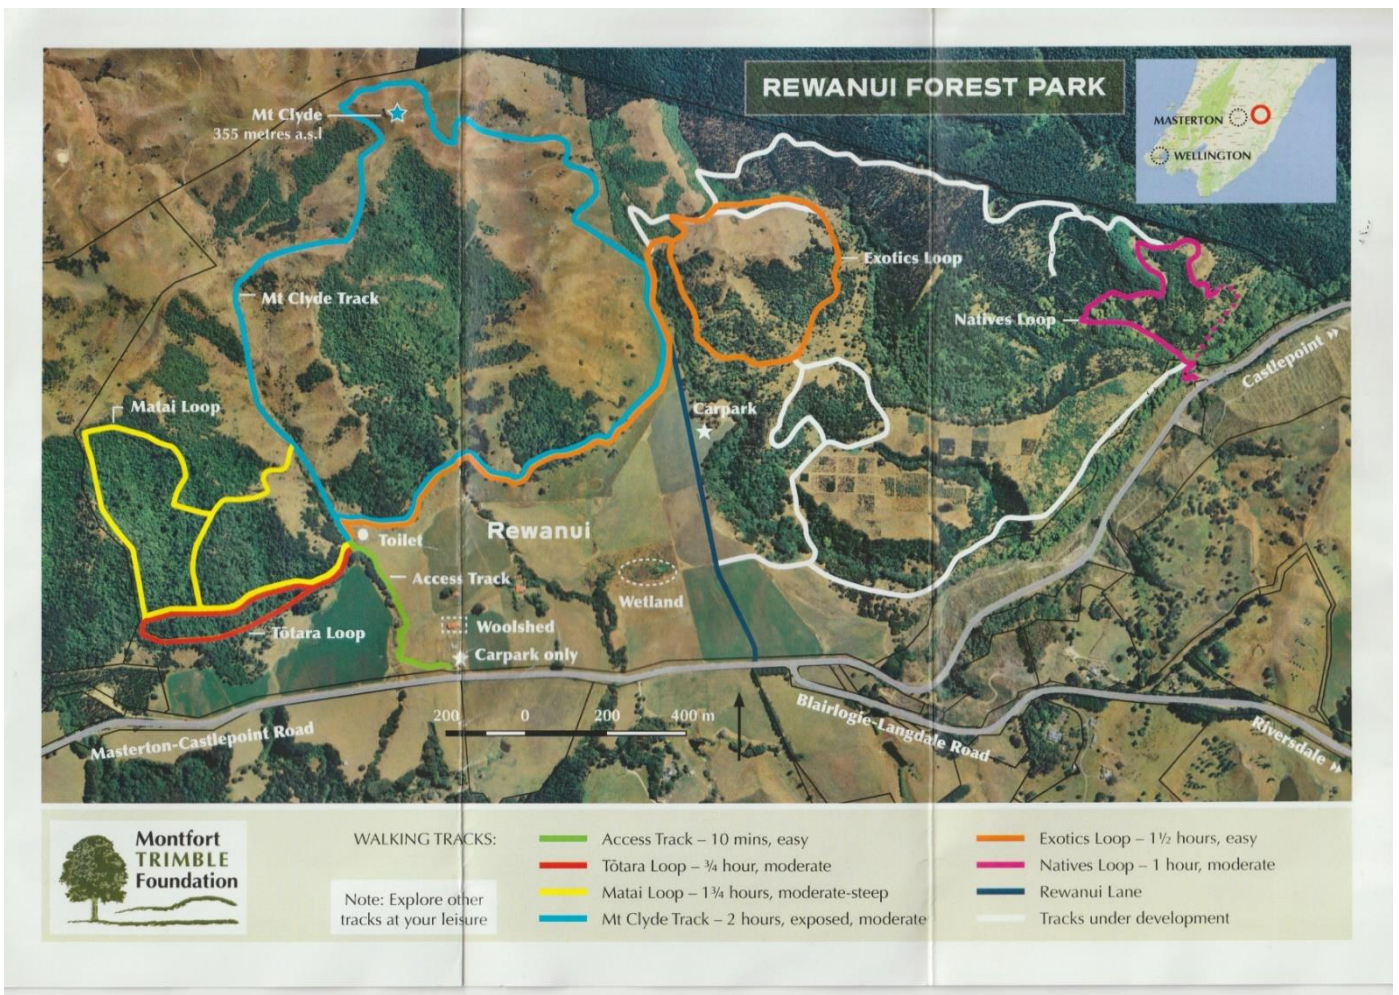 REWANUI FOREST PARK
MASTERTON
WELLINGTON
Mt Clyde
355 metres a.s.l
Exotics Loop
Mt Clyde Track
Natives Loop
Castlepoint »
Matai Loop
Carpark
Rewanui
Toilet
Access Track
Wetland
Woolshed
Tōtara Loop
Carpark only
200 0 200 400 m
Blairlogie-Langdale Road
Riversdale »
Masterton-Castlepoint Road
Montfort
TRIMBLE
Foundation
WALKING TRACKS:
Note: Explore other
tracks at your leisure
Access Track – 10 mins, easy
Tōtara Loop – ¾ hour, moderate
Matai Loop – 1¾ hours, moderate-steep
Mt Clyde Track – 2 hours, exposed, moderate
Exotics Loop – 1½ hours, easy
Natives Loop – 1 hour, moderate
Rewanui Lane
Tracks under development